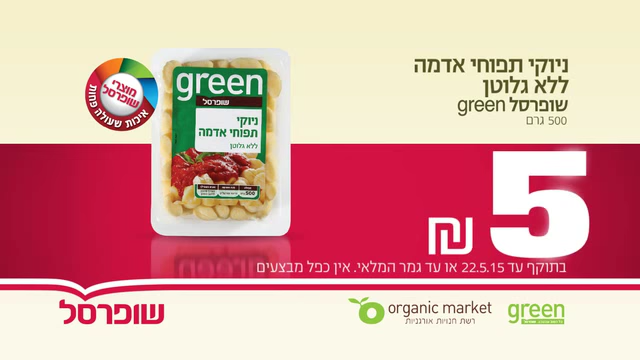 ניוקי תפוחי אדמה
ללא גלוטן
שופרסל green
500 גרם
מוצרי
שופרסל
איכות שעולה פחות
green
שופרסל
ניוקי
תפוחי אדמה
ללא גלוטן
500
5 ₪
בתוקף עד 22.5.15 או עד גמר המלאי. אין כפל מבצעים
שופרסל
organic market
רשת חנויות אורגניות
green